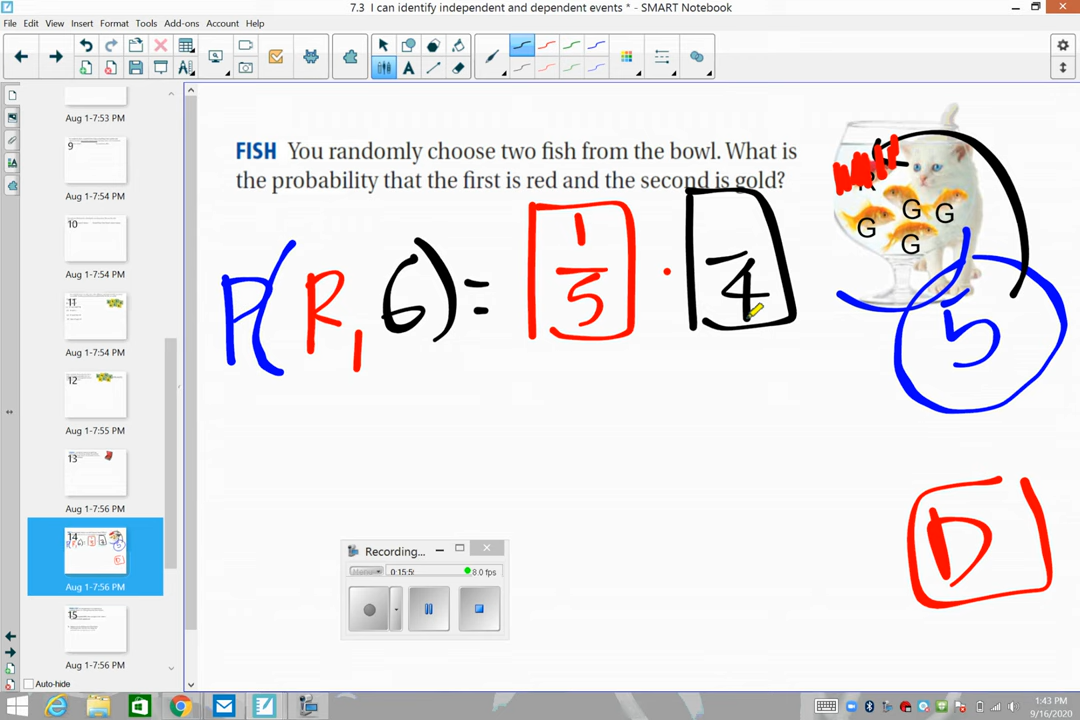 7.3 I can identify independent and dependent events * - SMART Notebook
File Edit View Insert Format Tools Add-ons Account Help
Aug 1-7:53 PM
9
Aug 1-7:54 PM
10
Aug 1-7:54 PM
11
Aug 1-7:54 PM
12
Aug 1-7:55 PM
13
Aug 1-7:56 PM
14
Aug 1-7:56 PM
15
Aug 1-7:56 PM
Auto-hide
FISH You randomly choose two fish from the bowl. What is
the probability that the first is red and the second is gold?
G G
G
G
P(R, G) = 1/5 · /4
5
D
Recording...
0:15:5
8.0 fps
1:43 PM
9/16/2020